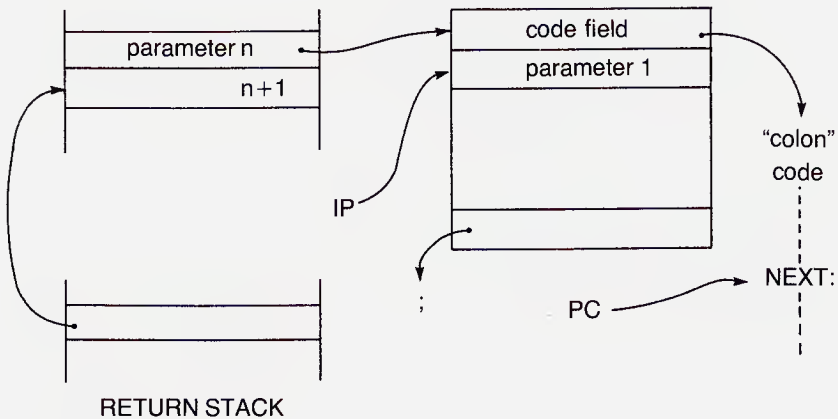 parameter n
n+1
code field
parameter 1
"colon"
code
IP
;
PC
NEXT:
RETURN STACK